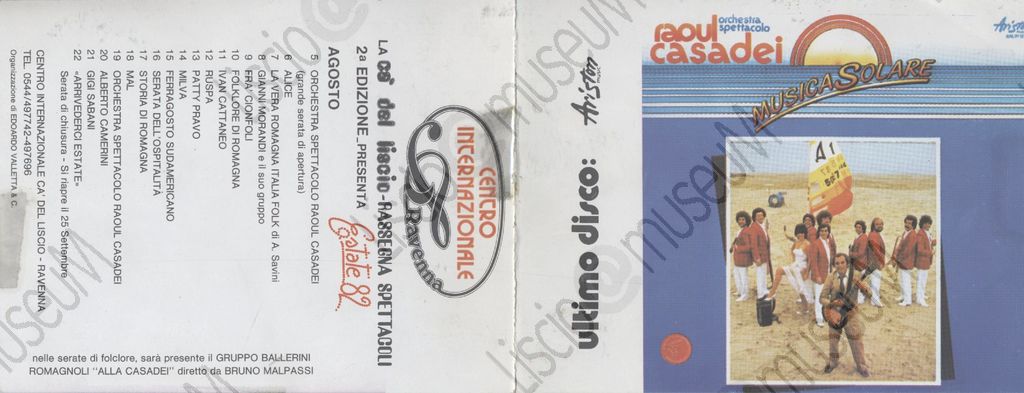 CENTRO
INTERNAZIONALE
Ravenna
LA cà del liscio-RASSEGNA SPETTACOLI
2ª EDIZIONE PRESENTA Estate 82
AGOSTO
5 ORCHESTRA SPETTACOLO RAOUL CASADEI
(grande serata di apertura)
6 ALICE
7 LA VERA ROMAGNA ITALIA FOLK di A. Savini
8 GIANNI MORANDI e il suo gruppo
9 ERA CIONFOLI
10 FOLKLORE DI ROMAGNA
11 IVAN CATTANEO
12 RUSPA
13 PATTY PRAVO
14 MILVA
15 FERRAGOSTO SUDAMERICANO
16 SERATA DELL'OSPITALITÀ
17 STORIA DI ROMAGNA
18 MAL
19 ORCHESTRA SPETTACOLO RAOUL CASADEI
20 ALBERTO CAMERINI
21 GIGI SABANI
22 «ARRIVEDERCI ESTATE»
Serata di chiusura - Si riapre il 25 Settembre
CENTRO INTERNAZIONALE CA' DEL LISCIO - RAVENNA
TEL. 0544/497742-497696
Organizzazione di EDOARDO VALLETTA & C.
nelle serate di folclore, sarà presente il GRUPPO BALLERINI
ROMAGNOLI "ALLA CASADEI" diretto da BRUNO MALPASSI
ultimo disco:
raoul orchestra
spettacolo
casadei
MUSICA SOLARE
Ariston
A 1
Liscio@museuM